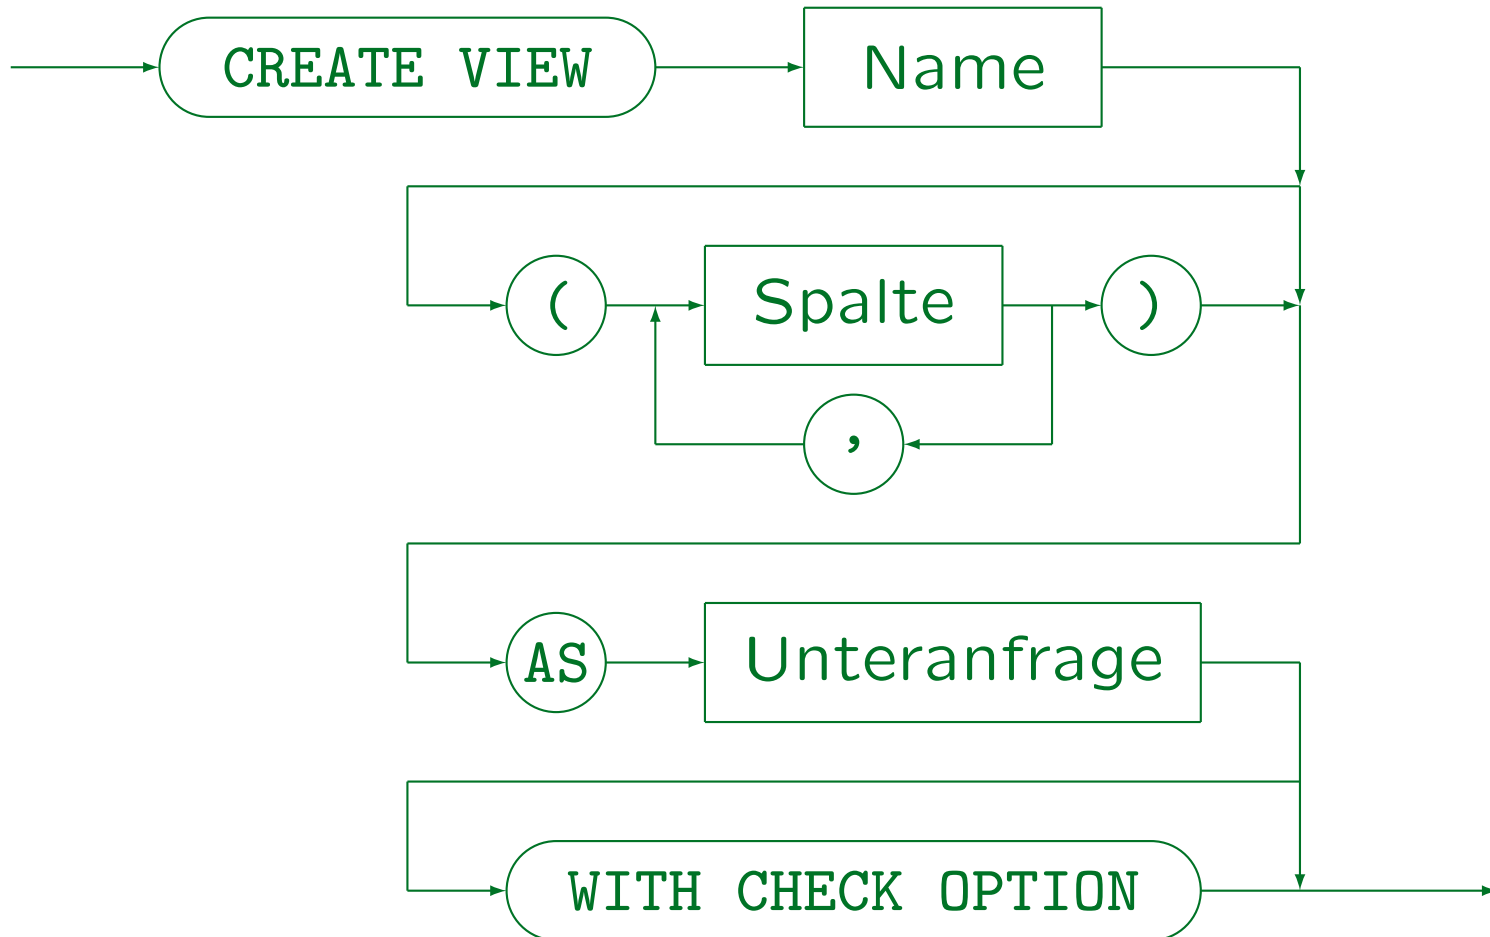 CREATE VIEW Name
( Spalte )
,
AS Unteranfrage
WITH CHECK OPTION